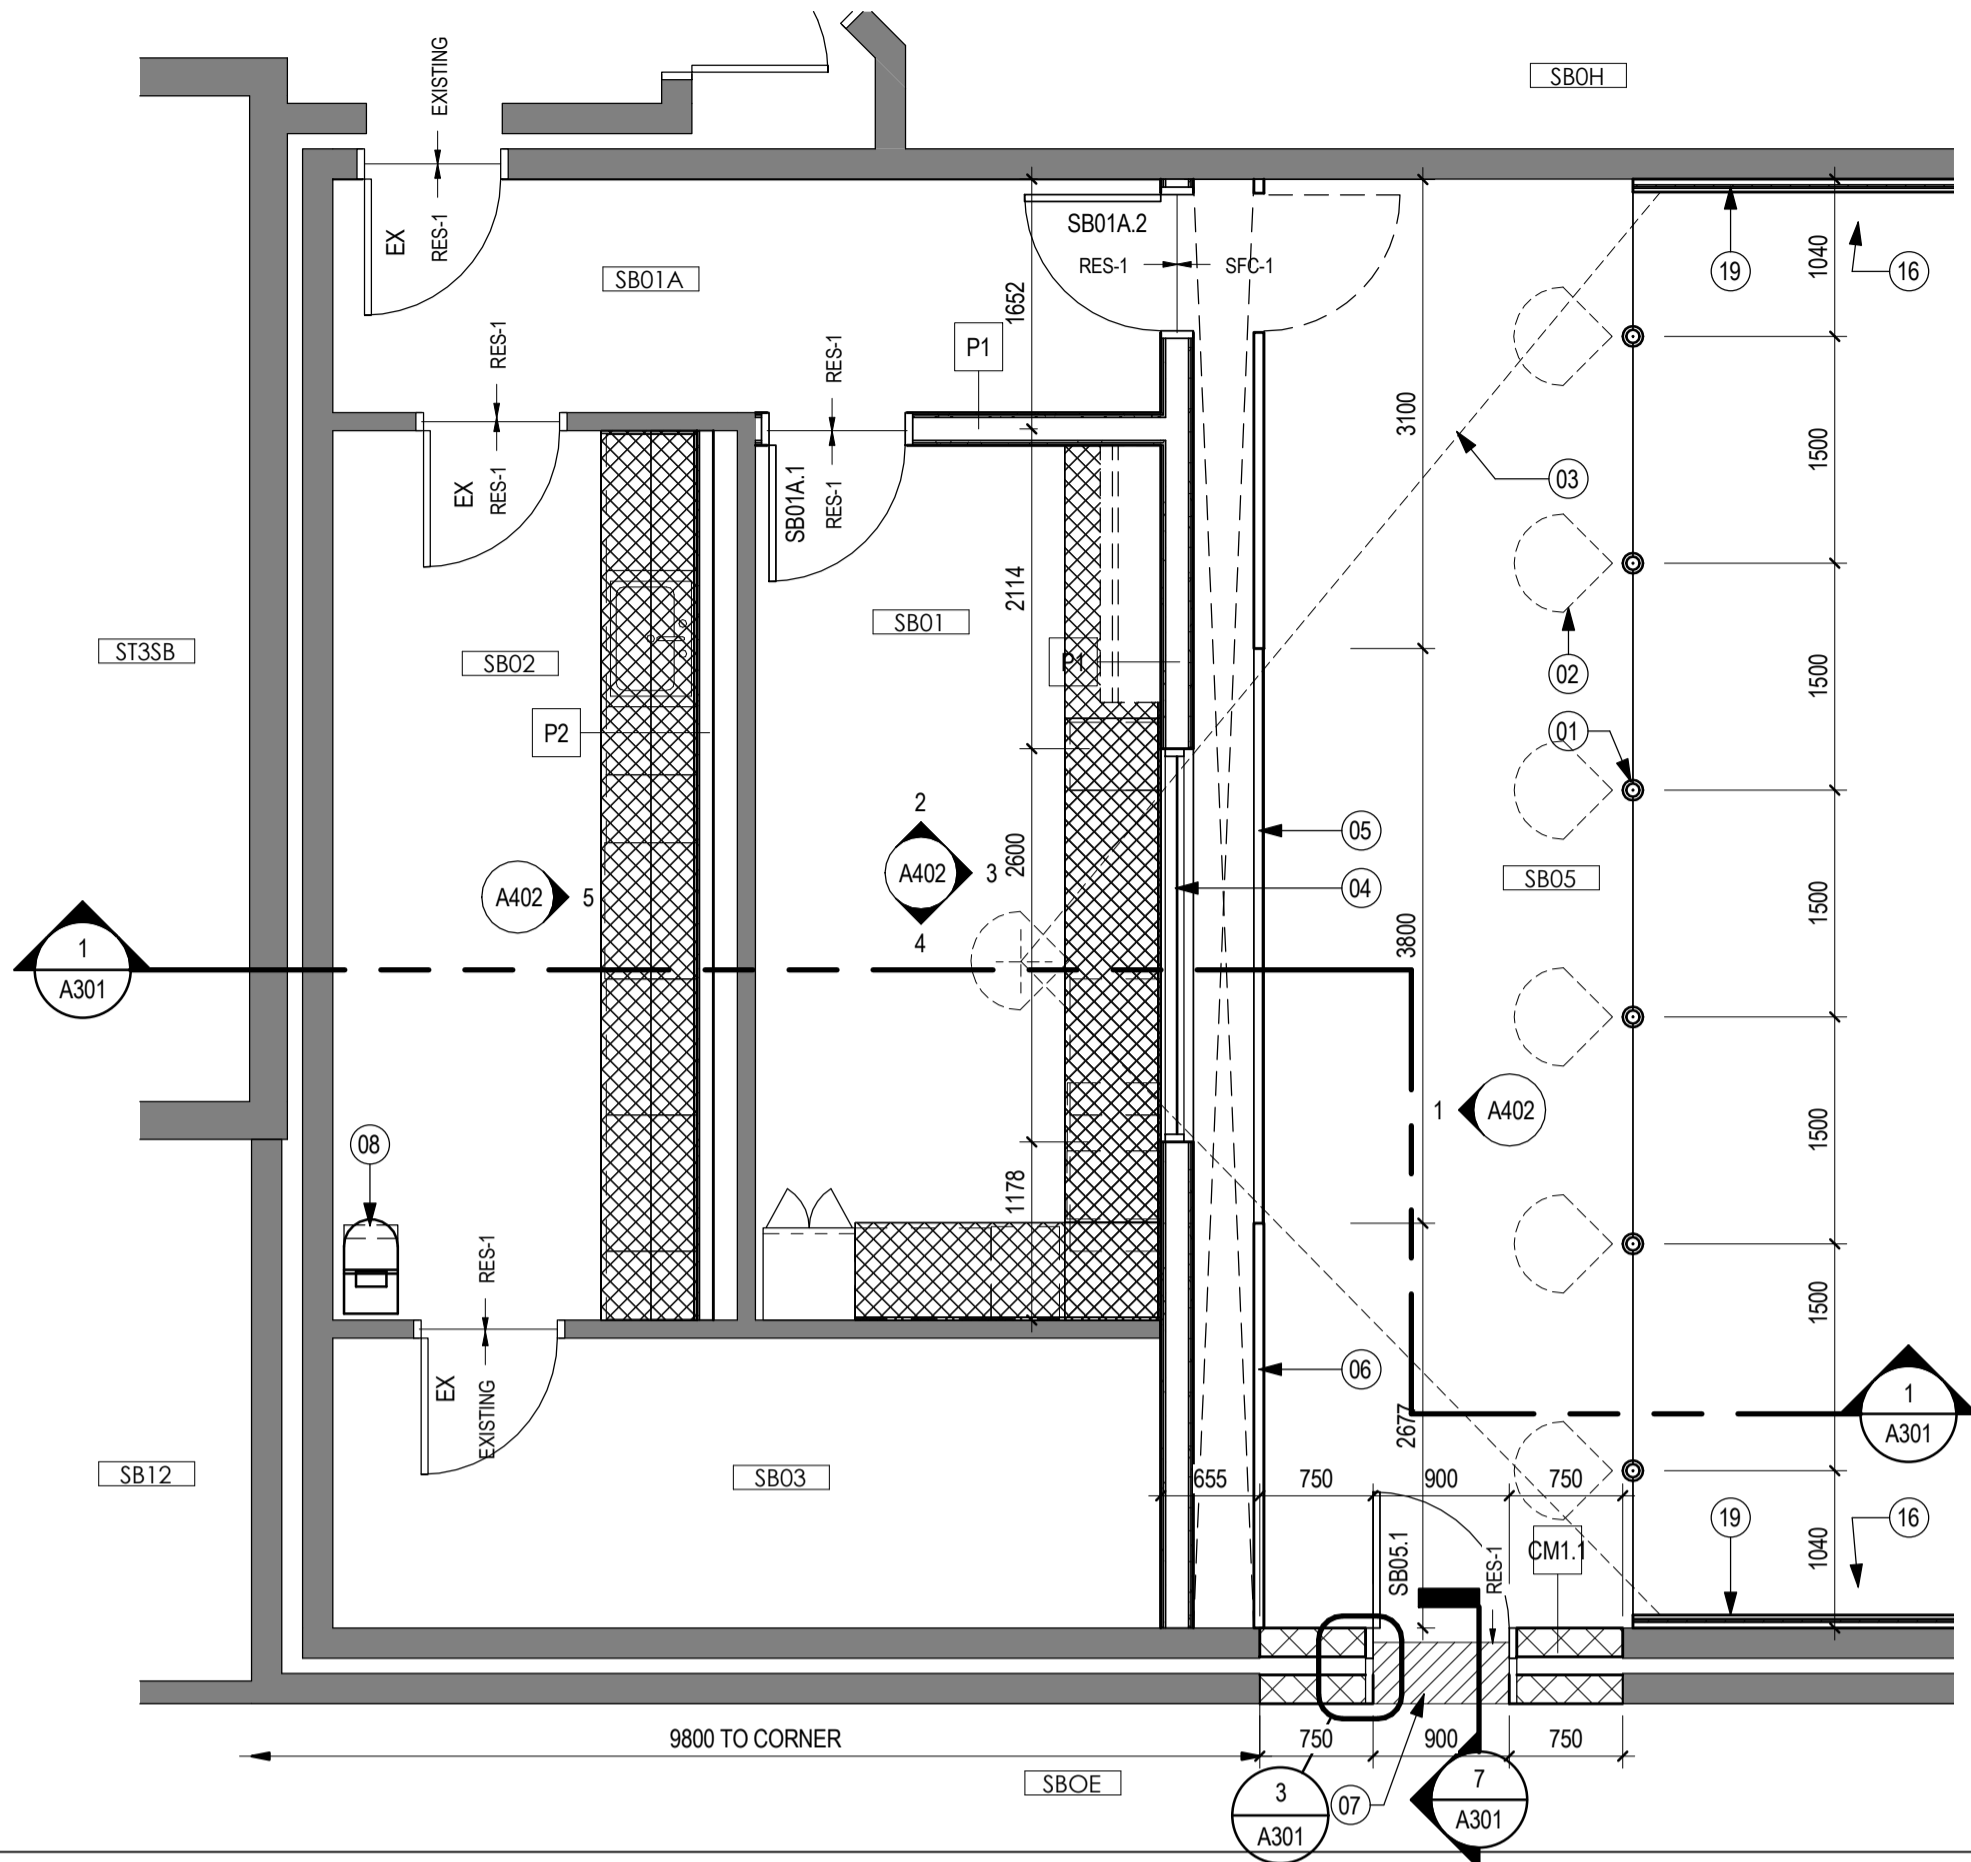 SB0H
EXISTING
RES-1
EX
SB01A
SB01A.2
RES-1
SFC-1
1652
P1
RES-1
RES-1
EX
RES-1
SB01A.1
RES-1
19
16
1040
1500
03
3100
2114
SB01
ST3SB
SB02
P1
P2
02
1500
01
05
04
2
A402
3
4
2600
A402
5
SB05
1500
3800
1
A301
1
A402
1500
08
1178
RES-1
EX
EXISTING
06
1500
2677
1
A301
SB12
SB03
655
750
900
750
19
16
1040
SB05.1
RES-1
CM1.1
9800 TO CORNER
750
900
750
SBOE
3
A301
07
7
A301